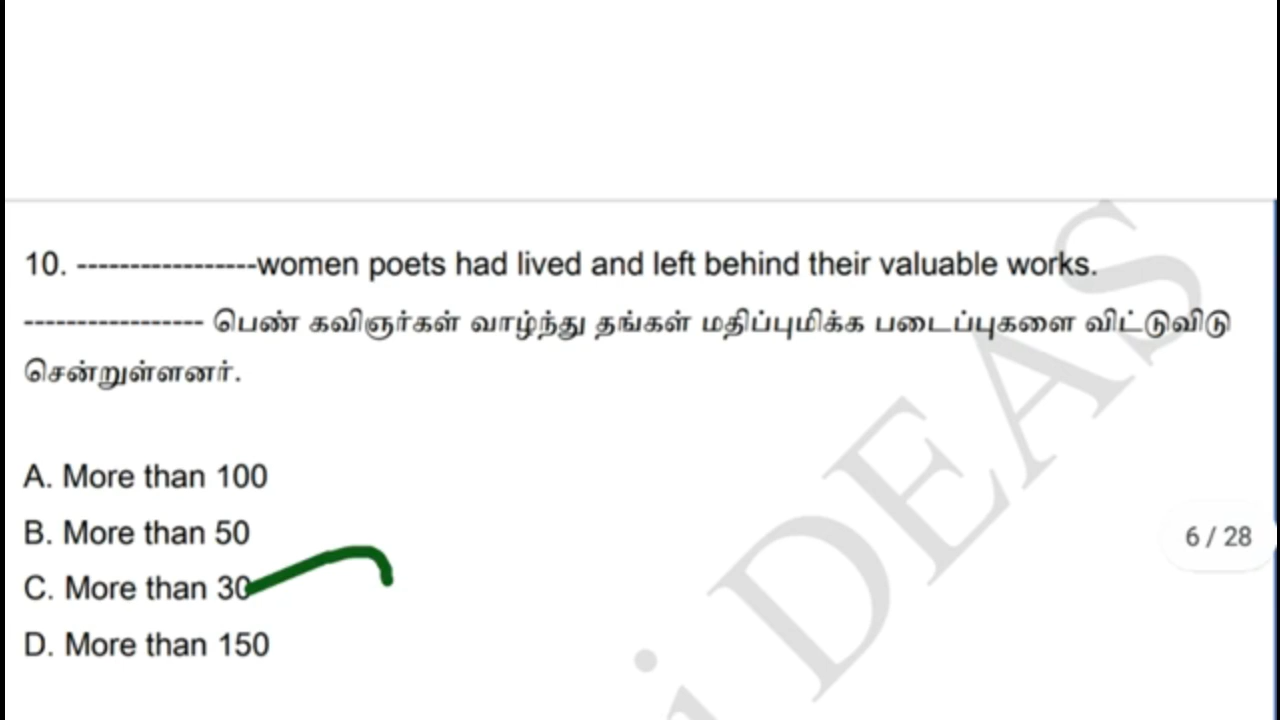 10. -----------------women poets had lived and left behind their valuable works.
----------------- பெண் கவிஞர்கள் வாழ்ந்து தங்கள் மதிப்புமிக்க படைப்புகளை விட்டுவிடு
சென்றுள்ளனர்.
A. More than 100
B. More than 50
C. More than 30
D. More than 150
6 / 28
i DEAS